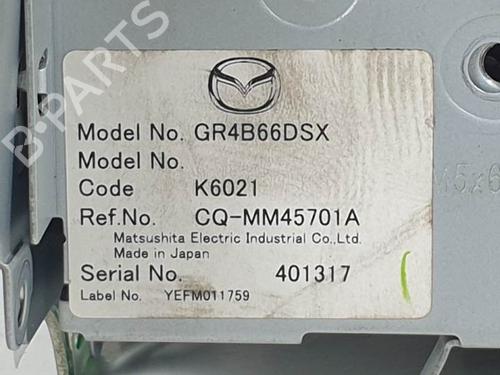 Model No. GR4B66DSX
Model No.
Code K6021
Ref.No. CQ-MM45701A
Matsushita Electric Industrial Co.,Ltd.
Made in Japan
Serial No. 401317
Label No. YEFM011759
B-PARTS